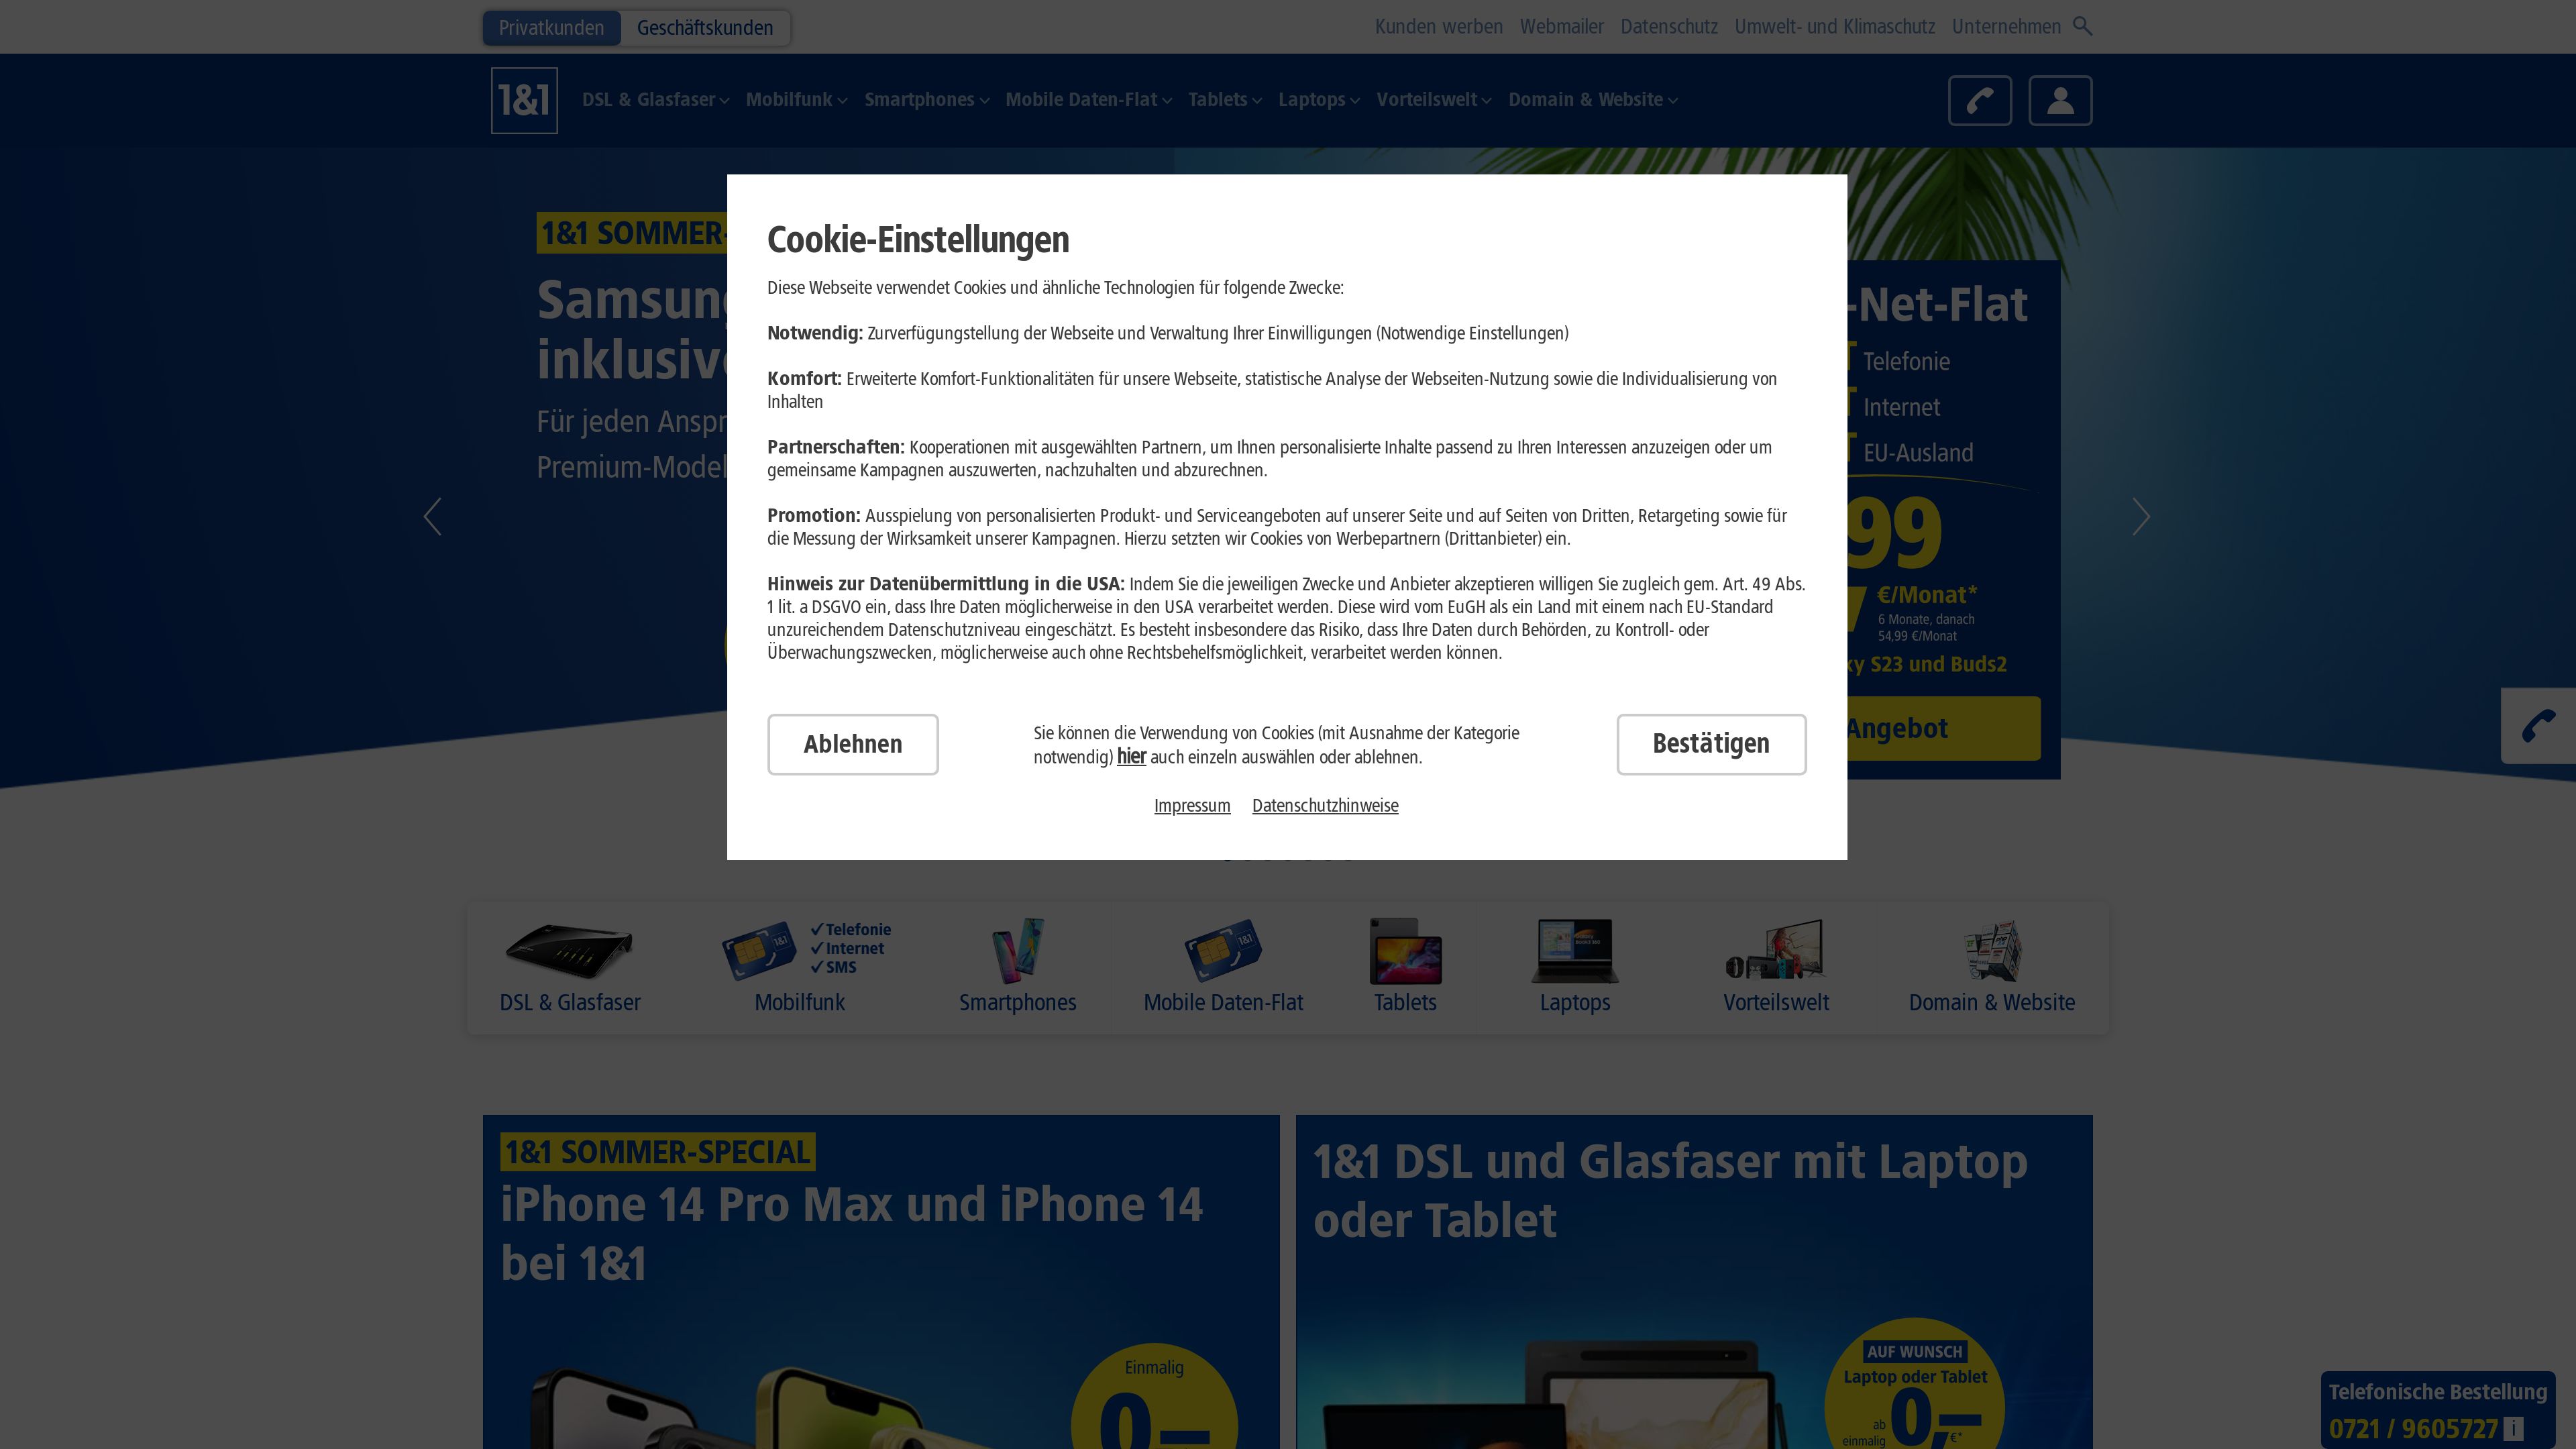 Privatkunden Geschäftskunden Kunden werben Webmailer Datenschutz Umwelt- und Klimaschutz Unternehmen
1&1 DSL & Glasfaser Mobilfunk Smartphones Mobile Daten-Flat Tablets Laptops Vorteilswelt Domain & Website
1&1 SOMMER-
Samsung
inklusive
Für jeden Anspr
Premium-Model
Cookie-Einstellungen
Diese Webseite verwendet Cookies und ähnliche Technologien für folgende Zwecke:
Notwendig: Zurverfügungstellung der Webseite und Verwaltung Ihrer Einwilligungen (Notwendige Einstellungen)
Komfort: Erweiterte Komfort-Funktionalitäten für unsere Webseite, statistische Analyse der Webseiten-Nutzung sowie die Individualisierung von
Inhalten
Partnerschaften: Kooperationen mit ausgewählten Partnern, um Ihnen personalisierte Inhalte passend zu Ihren Interessen anzuzeigen oder um
gemeinsame Kampagnen auszuwerten, nachzuhalten und abzurechnen.
Promotion: Ausspielung von personalisierten Produkt- und Serviceangeboten auf unserer Seite und auf Seiten von Dritten, Retargeting sowie für
die Messung der Wirksamkeit unserer Kampagnen. Hierzu setzten wir Cookies von Werbepartnern (Drittanbieter) ein.
Hinweis zur Datenübermittlung in die USA: Indem Sie die jeweiligen Zwecke und Anbieter akzeptieren willigen Sie zugleich gem. Art. 49 Abs.
1 lit. a DSGVO ein, dass Ihre Daten möglicherweise in den USA verarbeitet werden. Diese wird vom EuGH als ein Land mit einem nach EU-Standard
unzureichendem Datenschutzniveau eingeschätzt. Es besteht insbesondere das Risiko, dass Ihre Daten durch Behörden, zu Kontroll- oder
Überwachungszwecken, möglicherweise auch ohne Rechtsbehelfsmöglichkeit, verarbeitet werden können.
Ablehnen
Sie können die Verwendung von Cookies (mit Ausnahme der Kategorie
notwendig) hier auch einzeln auswählen oder ablehnen.
Bestätigen
Impressum Datenschutzhinweise
-Net-Flat
Telefonie
Internet
EU-Ausland
99
€/Monat*
6 Monate, danach
54,99 €/Monat
xy S23 und Buds2
Angebot
Telefonie
Internet
SMS
DSL & Glasfaser Mobilfunk Smartphones Mobile Daten-Flat Tablets Laptops Vorteilswelt Domain & Website
1&1 SOMMER-SPECIAL
iPhone 14 Pro Max und iPhone 14
bei 1&1
Einmalig
0,–
1&1 DSL und Glasfaser mit Laptop
oder Tablet
AUF WUNSCH
Laptop oder Tablet
ab
einmalig 0,– €*
Telefonische Bestellung
0721 / 9605727 i